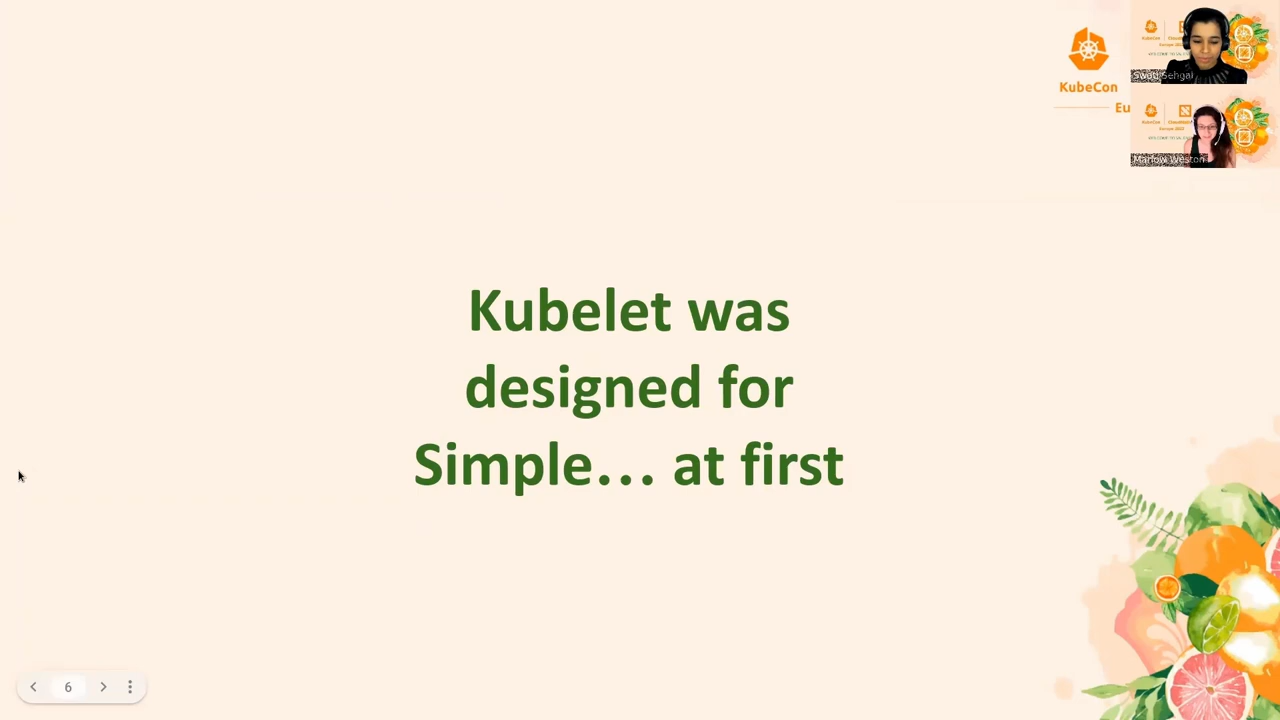 KubeCon
Eu
Swati Sehgal
Marlow Weston
Kubelet was
designed for
Simple... at first
6